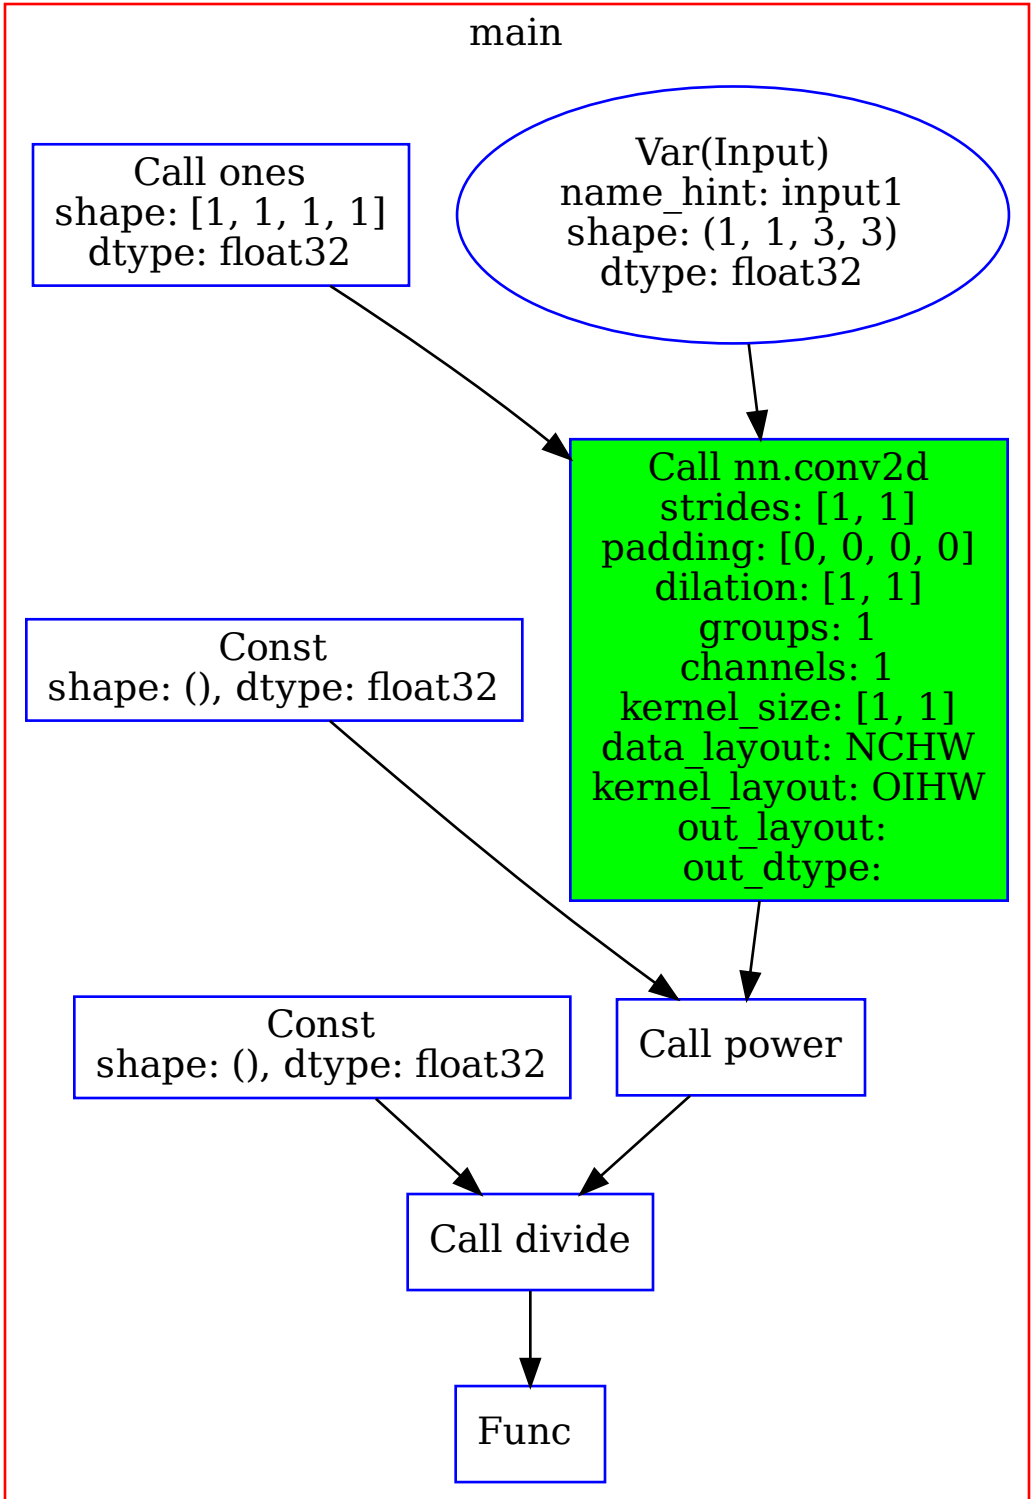 main
Call ones
shape: [1, 1, 1, 1]
dtype: float32
Var(Input)
name_hint: input1
shape: (1, 1, 3, 3)
dtype: float32
Call nn.conv2d
strides: [1, 1]
padding: [0, 0, 0, 0]
dilation: [1, 1]
groups: 1
channels: 1
kernel_size: [1, 1]
data_layout: NCHW
kernel_layout: OIHW
out_layout:
out_dtype:
Const
shape: (), dtype: float32
Const
shape: (), dtype: float32
Call power
Call divide
Func